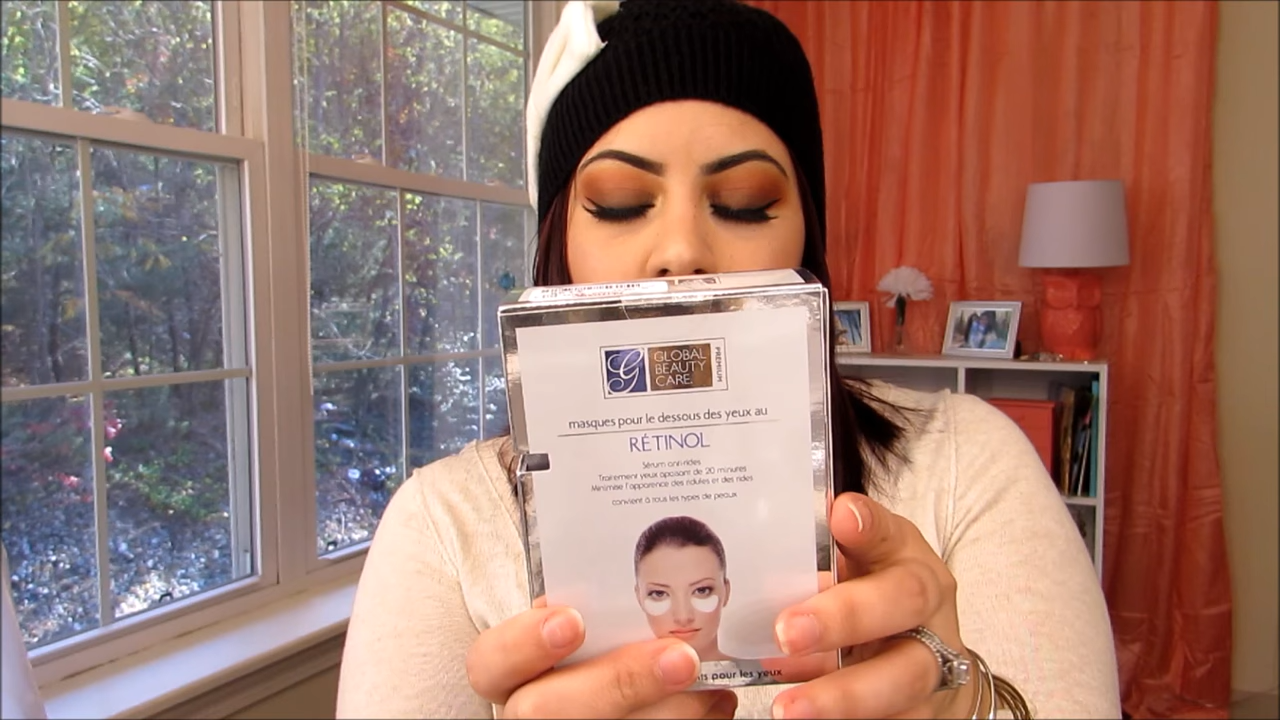 G GLOBAL
BEAUTY
CARE.
PREMIUM
masques pour le dessous des yeux au
RÉTINOL
Sérum anti-rides
Traitement yeux apaisant de 20 minutes
Minimise l'apparence des ridules et des rides
convient à tous les types de peaux
pour les yeux